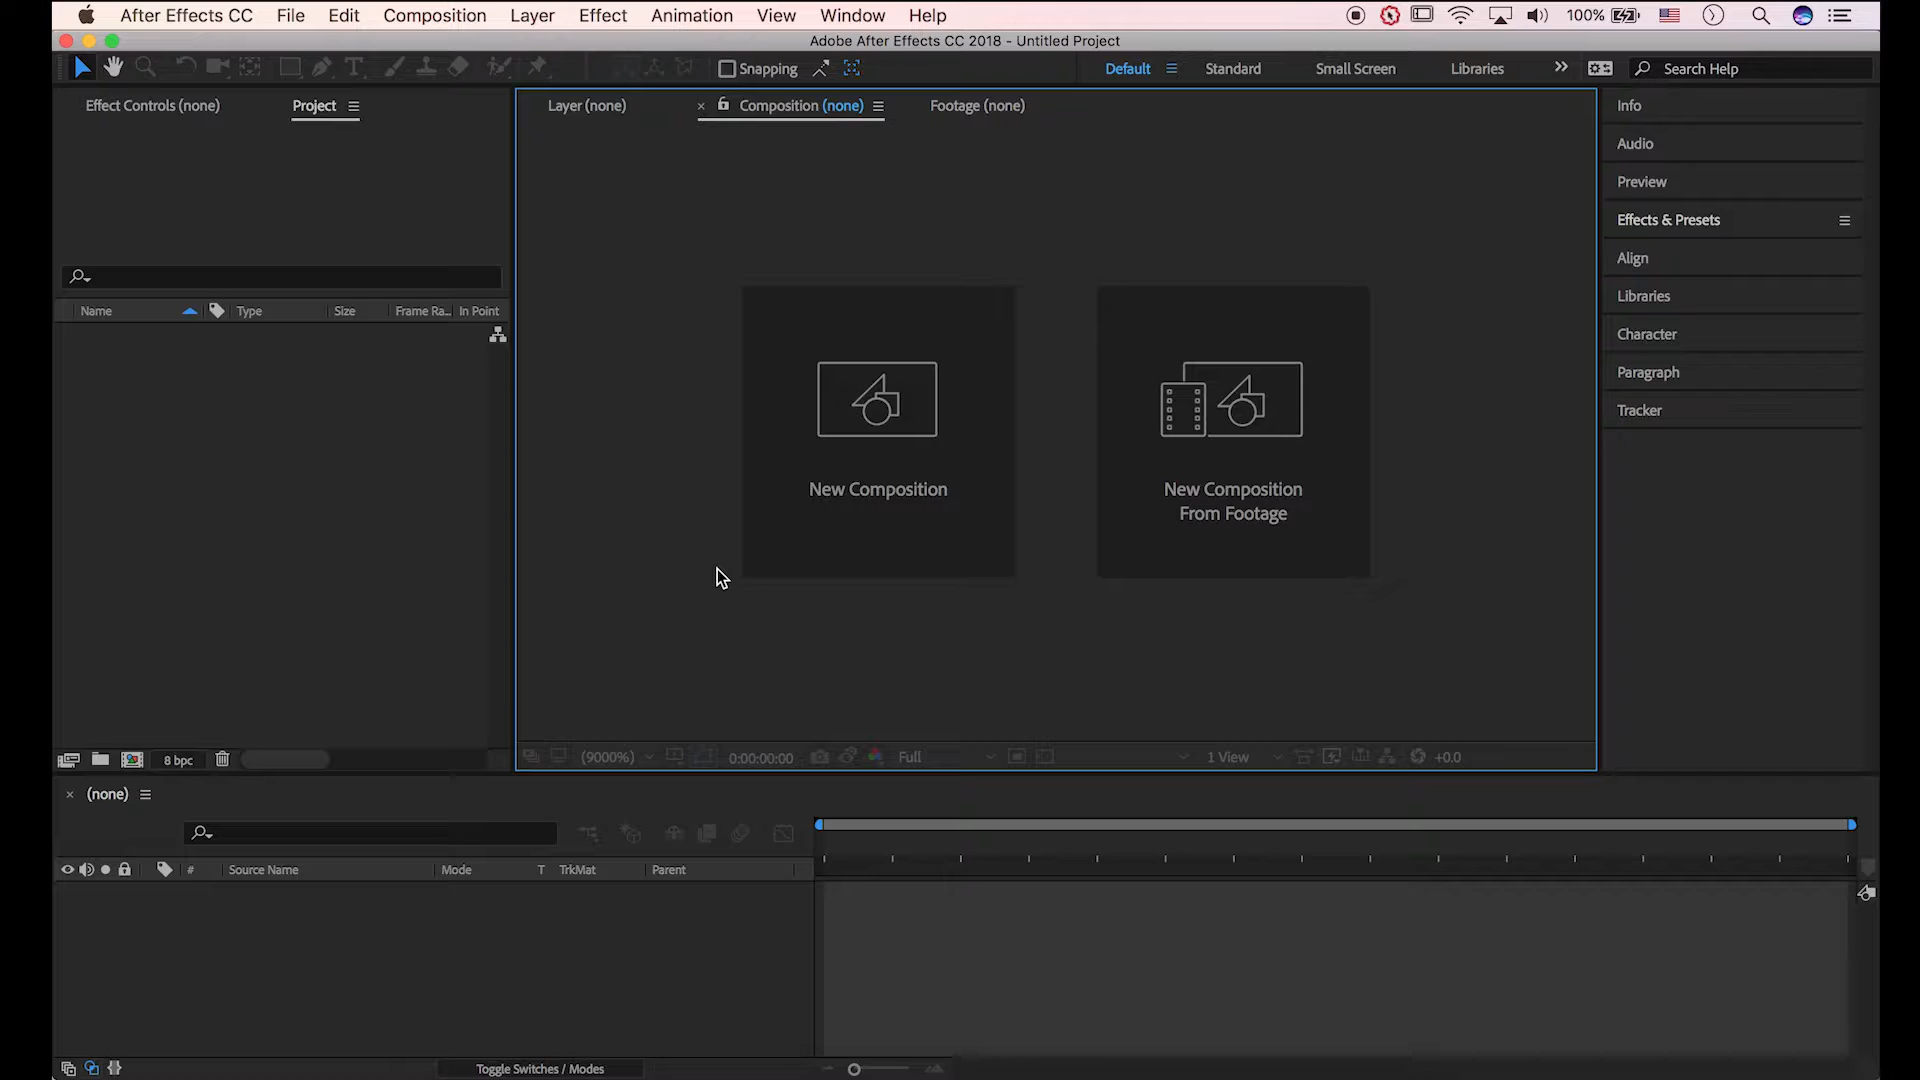 After Effects CC File Edit Composition Layer Effect Animation View Window Help 100%
Adobe After Effects CC 2018 - Untitled Project
Snapping Default Standard Small Screen Libraries Search Help
Effect Controls (none) Project Layer (none) Composition (none) Footage (none) Info
Audio
Preview
Effects & Presets
Align
Libraries
Character
Paragraph
Tracker
Name Type Size Frame Ra... In Point
New Composition
New Composition
From Footage
8 bpc (9000%) 0:00:00:00 Full 1 View +0.0
(none)
# Source Name Mode T TrkMat Parent
Toggle Switches / Modes